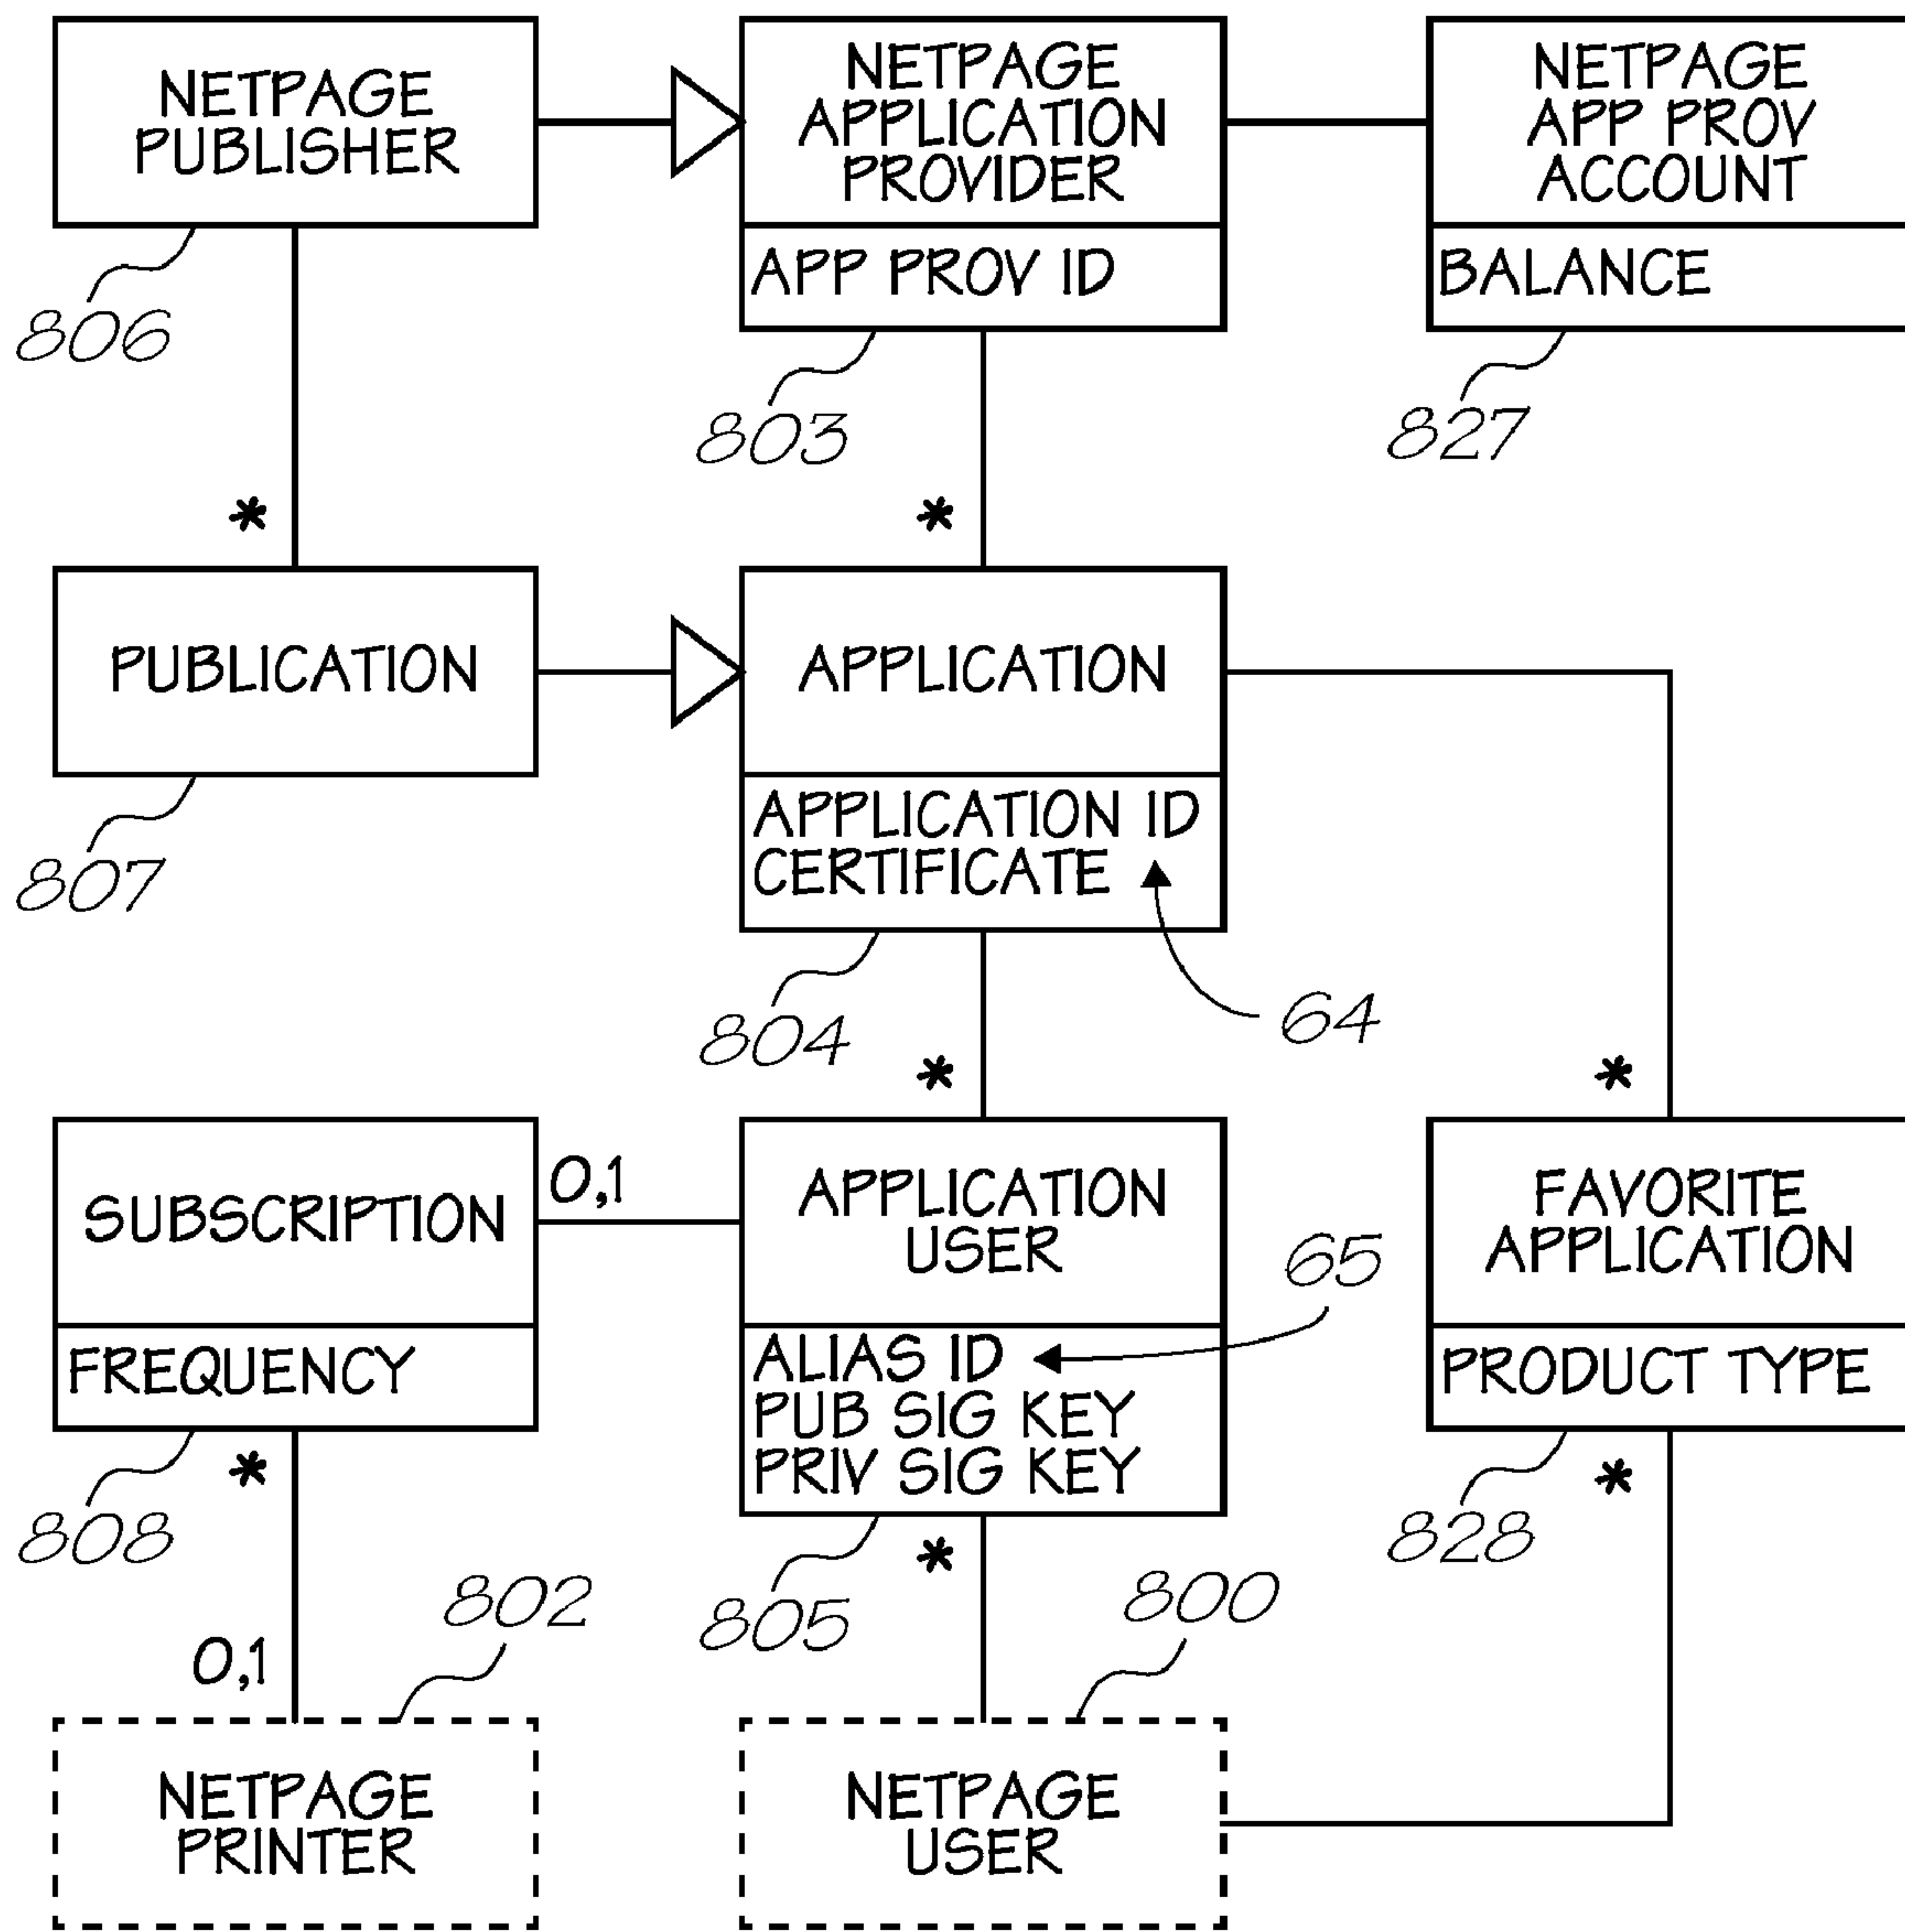 NETPAGE
PUBLISHER
NETPAGE
APPLICATION
PROVIDER
APP PROV ID
NETPAGE
APP PROV
ACCOUNT
BALANCE
806
803
827
*
*
PUBLICATION
APPLICATION
APPLICATION ID
CERTIFICATE
807
804
64
*
*
SUBSCRIPTION
FREQUENCY
0,1
APPLICATION
USER
ALIAS ID
PUB SIG KEY
PRIV SIG KEY
65
FAVORITE
APPLICATION
PRODUCT TYPE
808
*
805
*
828
*
802
800
0,1
NETPAGE
PRINTER
NETPAGE
USER